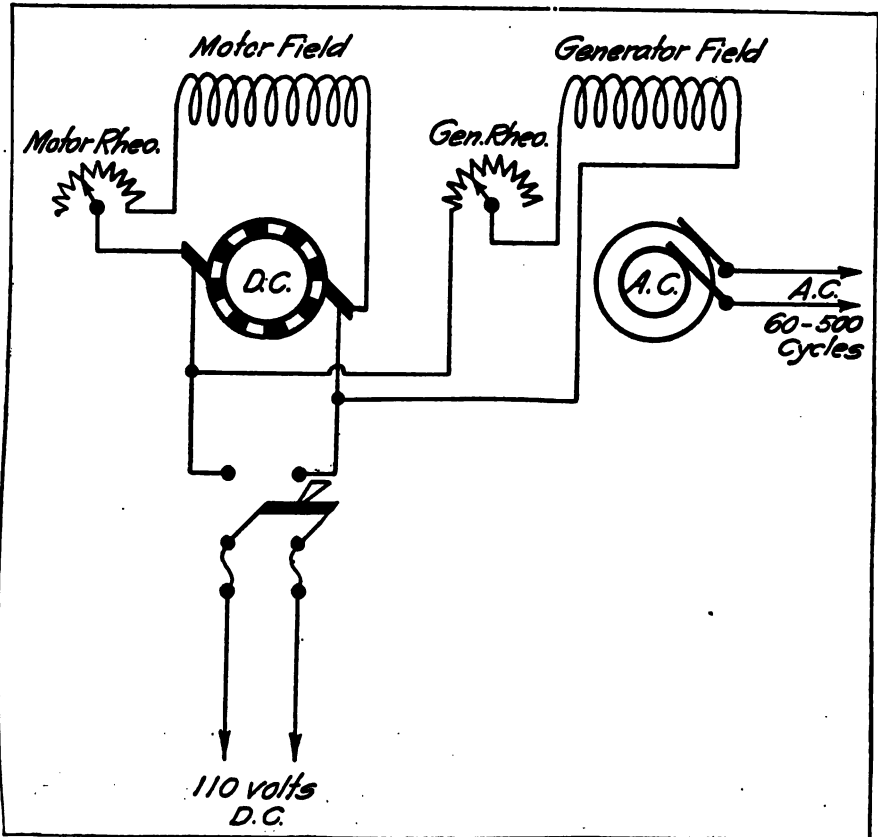 Motor Field
Generator Field
Motor Rheo.
Gen. Rheo.
D.C.
A.C.
A.C.
60-500
Cycles
110 volts
D.C.